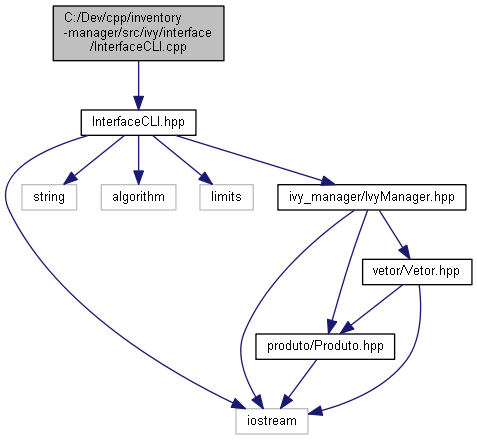 C:/Dev/cpp/inventory
-manager/src/ivy/interface
/InterfaceCLI.cpp
InterfaceCLI.hpp
string
algorithm
limits
ivy_manager/IvyManager.hpp
vetor/Vetor.hpp
produto/Produto.hpp
iostream